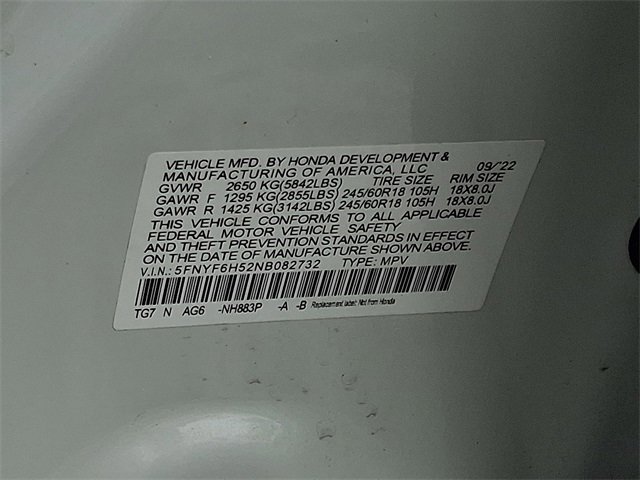 VEHICLE MFD. BY HONDA DEVELOPMENT &
MANUFACTURING OF AMERICA, LLC 09/22
GVWR 2650 KG(5842LBS) TIRE SIZE RIM SIZE
GAWR F 1295 KG(2855LBS) 245/60R18 105H 18X8.0J
GAWR R 1425 KG(3142LBS) 245/60R18 105H 18X8.0J
THIS VEHICLE CONFORMS TO ALL APPLICABLE
FEDERAL MOTOR VEHICLE SAFETY
AND THEFT PREVENTION STANDARDS IN EFFECT
ON THE DATE OF MANUFACTURE SHOWN ABOVE.
V.I.N.: 5FNYF6H52NB082732 TYPE: MPV
TG7 N AG6 -NH883P -A -B Replacement label: Not from Honda